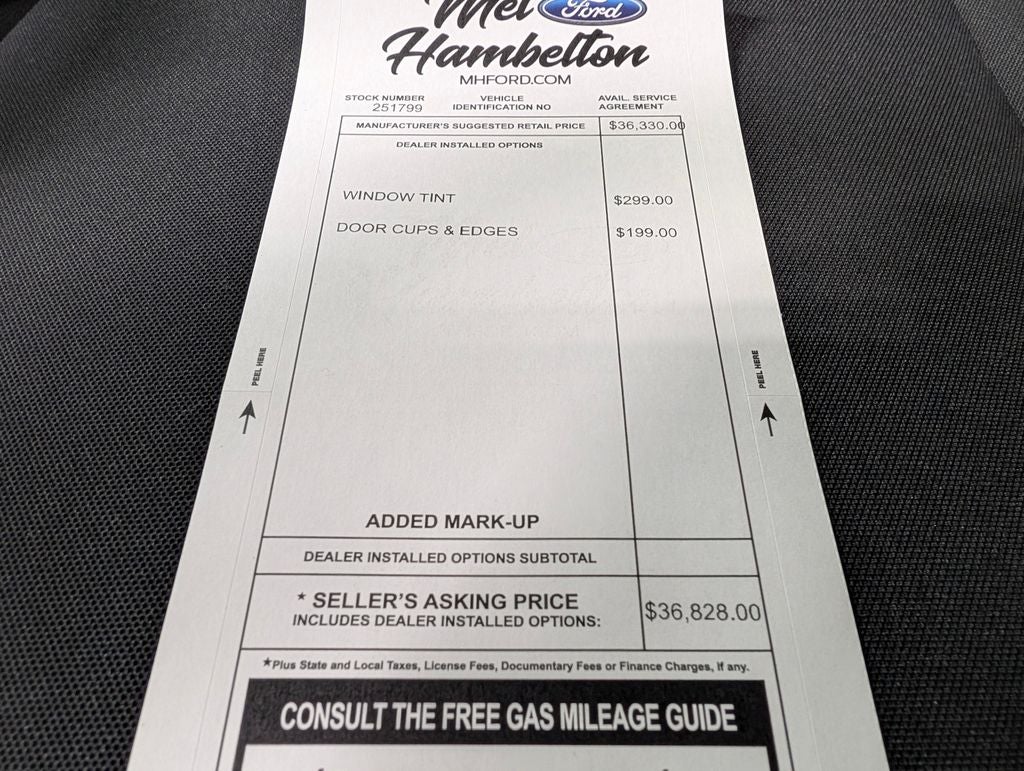 Mel Ford
Hambelton
MHFORD.COM
STOCK NUMBER VEHICLE AVAIL. SERVICE
251799 IDENTIFICATION NO AGREEMENT
MANUFACTURER'S SUGGESTED RETAIL PRICE $36,330.00
DEALER INSTALLED OPTIONS
WINDOW TINT $299.00
DOOR CUPS & EDGES $199.00
PEEL HERE PEEL HERE
ADDED MARK-UP
DEALER INSTALLED OPTIONS SUBTOTAL
* SELLER'S ASKING PRICE $36,828.00
INCLUDES DEALER INSTALLED OPTIONS:
*Plus State and Local Taxes, License Fees, Documentary Fees or Finance Charges, If any.
CONSULT THE FREE GAS MILEAGE GUIDE